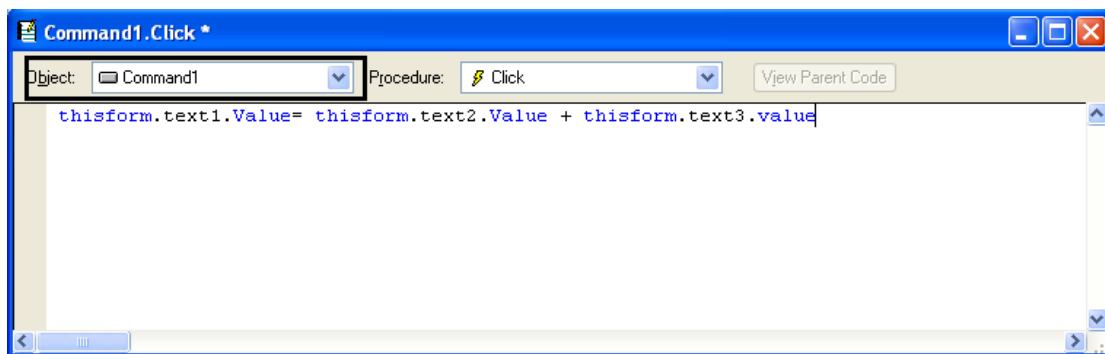 Command1.Click *
Object: Command1 Procedure: Click View Parent Code
thisform.text1.Value= thisform.text2.Value + thisform.text3.value